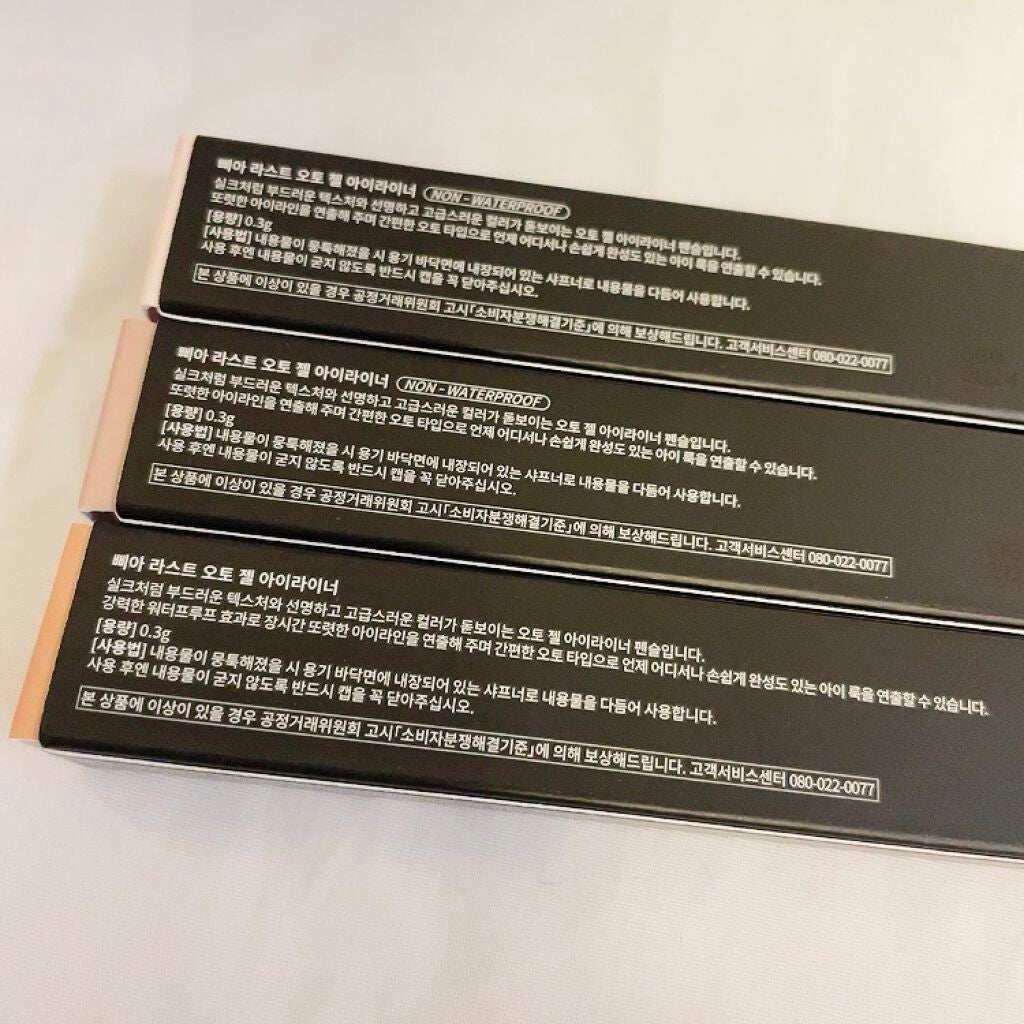 삐아 라스트 오토 젤 아이라이너 NON - WATERPROOF
실크처럼 부드러운 텍스처와 선명하고 고급스러운 컬러가 돋보이는 오토 젤 아이라이너 펜슬입니다.
또렷한 아이라인을 연출해 주며 간편한 오토 타입으로 언제 어디서나 손쉽게 완성도 있는 아이 룩을 연출할 수 있습니다.
[용량] 0.3g
[사용법] 내용물이 뭉툭해졌을 시 용기 바닥면에 내장되어 있는 샤프너로 내용물을 다듬어 사용합니다.
사용 후엔 내용물이 굳지 않도록 반드시 캡을 꼭 닫아주십시오.
본 상품에 이상이 있을 경우 공정거래위원회 고시「소비자분쟁해결기준」에 의해 보상해드립니다. 고객서비스센터 080-022-0077
삐아 라스트 오토 젤 아이라이너 NON - WATERPROOF
실크처럼 부드러운 텍스처와 선명하고 고급스러운 컬러가 돋보이는 오토 젤 아이라이너 펜슬입니다.
또렷한 아이라인을 연출해 주며 간편한 오토 타입으로 언제 어디서나 손쉽게 완성도 있는 아이 룩을 연출할 수 있습니다.
[용량] 0.3g
[사용법] 내용물이 뭉툭해졌을 시 용기 바닥면에 내장되어 있는 샤프너로 내용물을 다듬어 사용합니다.
사용 후엔 내용물이 굳지 않도록 반드시 캡을 꼭 닫아주십시오.
본 상품에 이상이 있을 경우 공정거래위원회 고시「소비자분쟁해결기준」에 의해 보상해드립니다. 고객서비스센터 080-022-0077
삐아 라스트 오토 젤 아이라이너
실크처럼 부드러운 텍스처와 선명하고 고급스러운 컬러가 돋보이는 오토 젤 아이라이너 펜슬입니다.
강력한 워터프루프 효과로 장시간 또렷한 아이라인을 연출해 주며 간편한 오토 타입으로 언제 어디서나 손쉽게 완성도 있는 아이 룩을 연출할 수 있습니다.
[용량] 0.3g
[사용법] 내용물이 뭉툭해졌을 시 용기 바닥면에 내장되어 있는 샤프너로 내용물을 다듬어 사용합니다.
사용 후엔 내용물이 굳지 않도록 반드시 캡을 꼭 닫아주십시오.
본 상품에 이상이 있을 경우 공정거래위원회 고시「소비자분쟁해결기준」에 의해 보상해드립니다. 고객서비스센터 080-022-0077